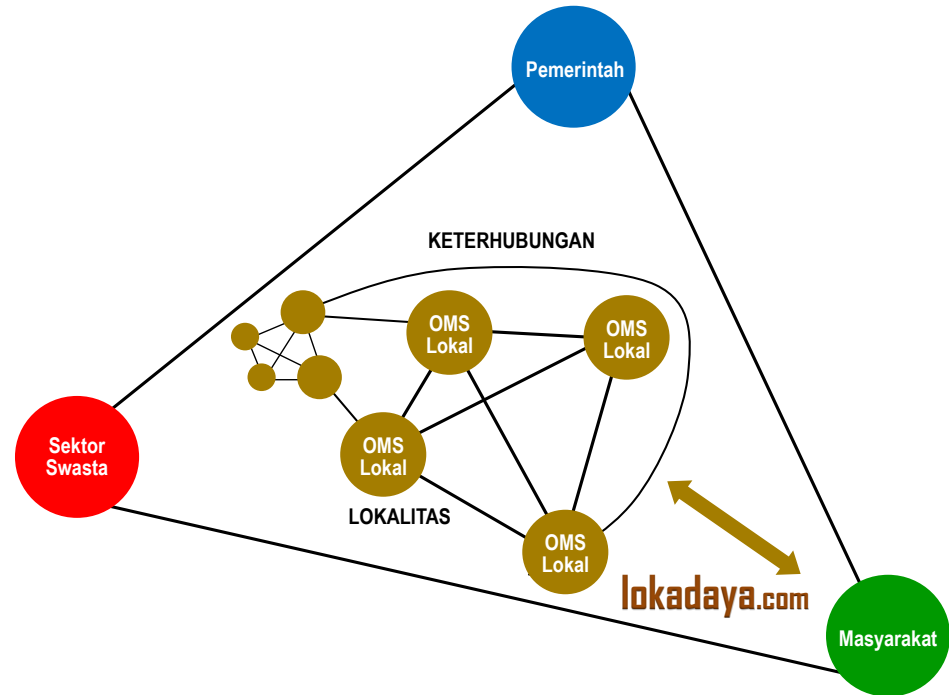 Pemerintah
KETERHUBUNGAN
OMS
Lokal
OMS
Lokal
Sektor
Swasta
OMS
Lokal
LOKALITAS
OMS
Lokal
lokadaya.com
Masyarakat